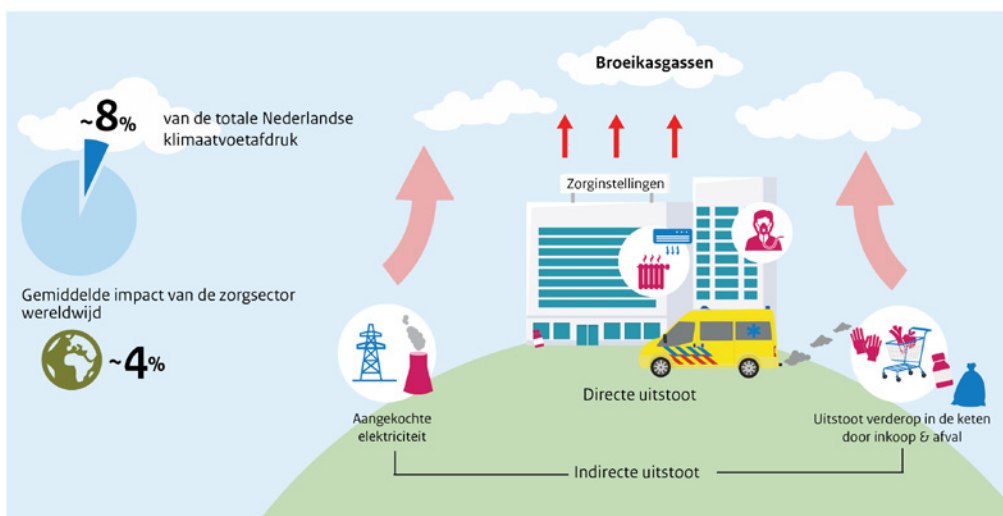 Broeikasgassen
~8%
van de totale Nederlandse
klimaatvoetafdruk
Zorginstellingen
Gemiddelde impact van de zorgsector
wereldwijd
~4%
Aangekochte
elektriciteit
Directe uitstoot
Uitstoot verderop in de keten
door inkoop & afval
Indirecte uitstoot